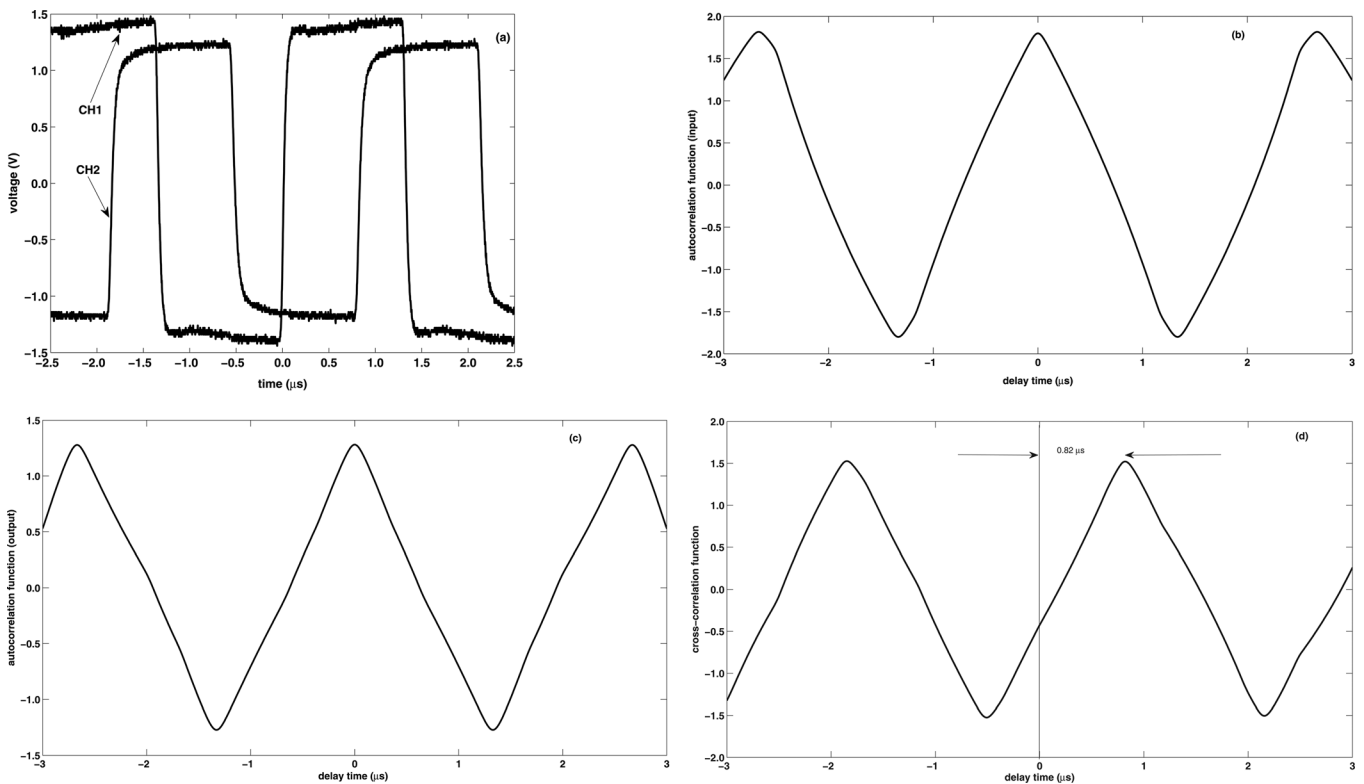 1.5
1.0
0.5
0.0
−0.5
−1.0
−1.5
voltage (V)
(a)
CH1
CH2
−2.5 −2.0 −1.5 −1.0 −0.5 0.0 0.5 1.0 1.5 2.0 2.5
time (μs)
2.0
1.5
1.0
0.5
0.0
−0.5
−1.0
−1.5
−2.0
autocorrelation function (input)
(b)
−3 −2 −1 0 1 2 3
delay time (μs)
1.5
1.0
0.5
0.0
−0.5
−1.0
−1.5
autocorrelation function (output)
(c)
−3 −2 −1 0 1 2 3
delay time (μs)
2.0
1.5
1.0
0.5
0.0
−0.5
−1.0
−1.5
−2.0
cross−correlation function
(d)
0.82 μs
−3 −2 −1 0 1 2 3
delay time (μs)